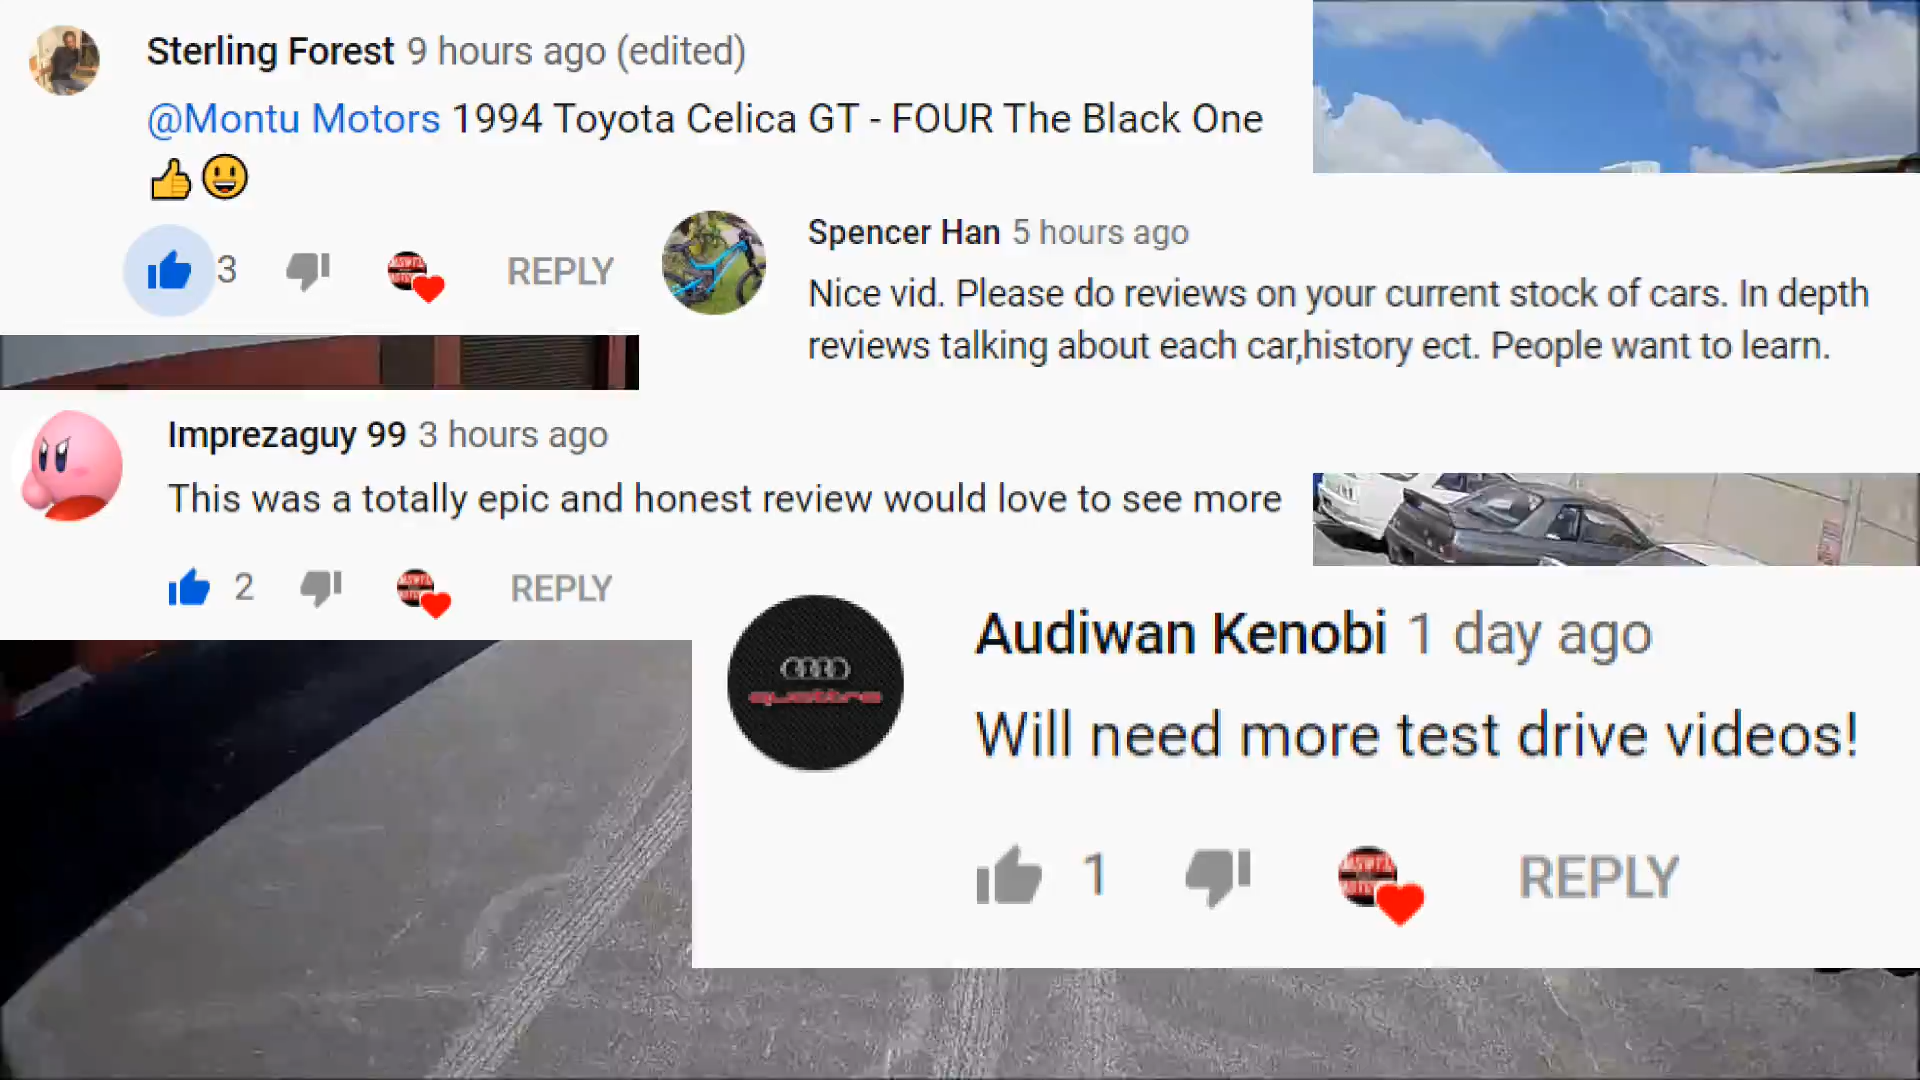 Sterling Forest 9 hours ago (edited)
@Montu Motors 1994 Toyota Celica GT - FOUR The Black One
👍😃
3 REPLY
Spencer Han 5 hours ago
Nice vid. Please do reviews on your current stock of cars. In depth
reviews talking about each car,history ect. People want to learn.
Imprezaguy 99 3 hours ago
This was a totally epic and honest review would love to see more
2 REPLY
quattro
Audiwan Kenobi 1 day ago
Will need more test drive videos!
1 REPLY